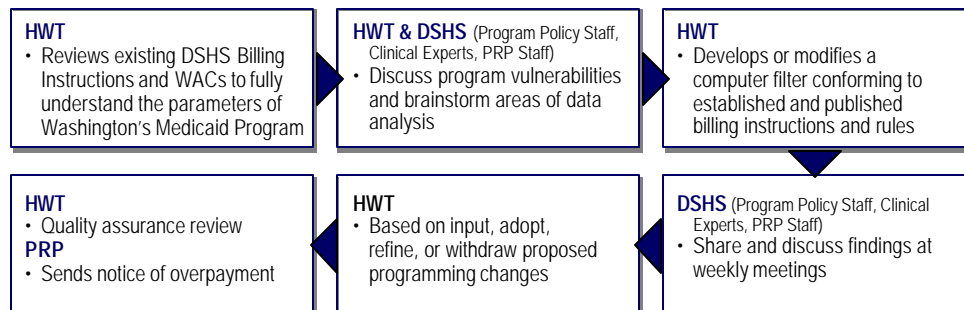 HWT
• Reviews existing DSHS Billing
Instructions and WACs to fully
understand the parameters of
Washington's Medicaid Program
HWT & DSHS (Program Policy Staff,
Clinical Experts, PRP Staff)
• Discuss program vulnerabilities
and brainstorm areas of data
analysis
HWT
• Develops or modifies a
computer filter conforming to
established and published
billing instructions and rules
DSHS (Program Policy Staff, Clinical
Experts, PRP Staff)
• Share and discuss findings at
weekly meetings
HWT
• Based on input, adopt,
refine, or withdraw proposed
programming changes
HWT
• Quality assurance review
PRP
• Sends notice of overpayment